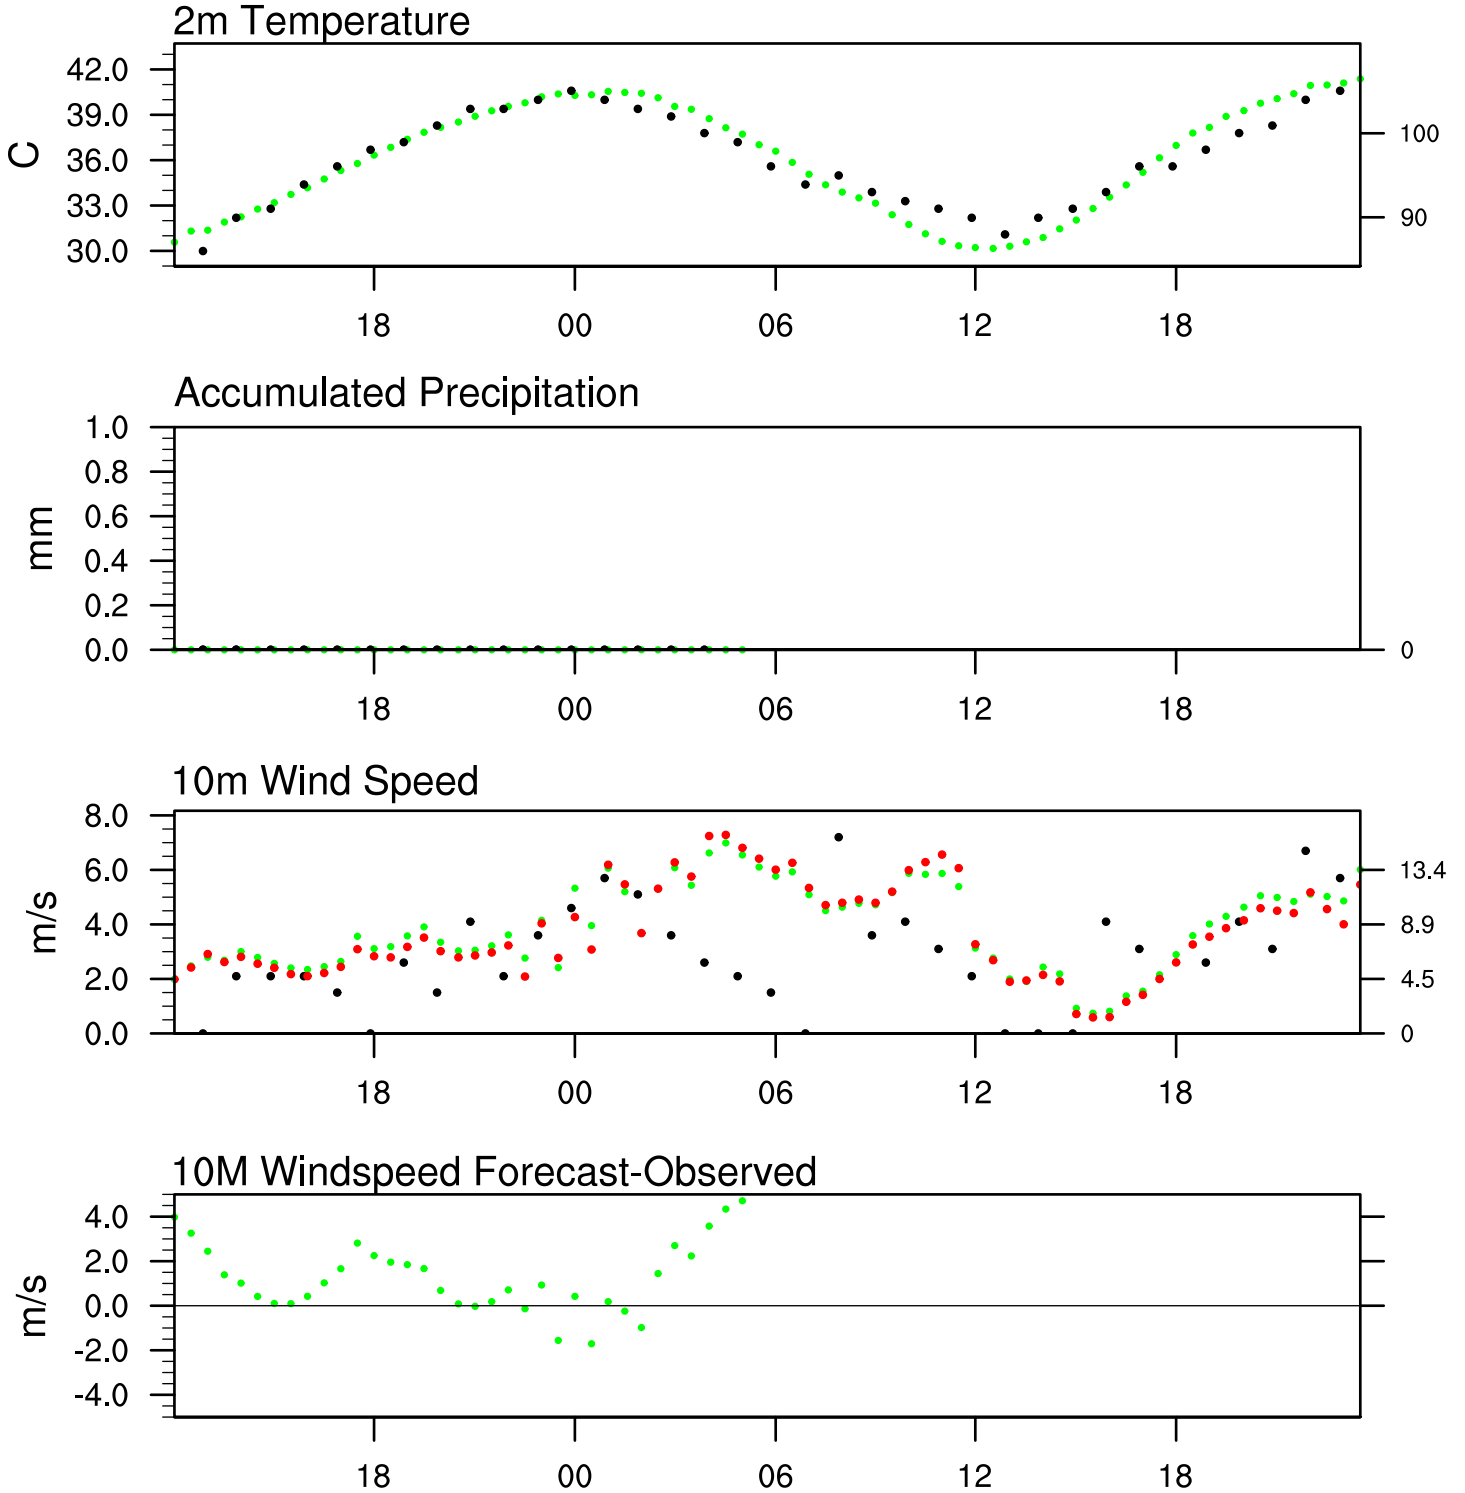 2m Temperature
42.0
39.0
36.0
33.0
30.0
C
100
90
18 00 06 12 18
Accumulated Precipitation
1.0
0.8
0.6
0.4
0.2
0.0
mm
0
18 00 06 12 18
10m Wind Speed
8.0
6.0
4.0
2.0
0.0
m/s
13.4
8.9
4.5
0
18 00 06 12 18
10M Windspeed Forecast-Observed
4.0
2.0
0.0
-2.0
-4.0
m/s
18 00 06 12 18